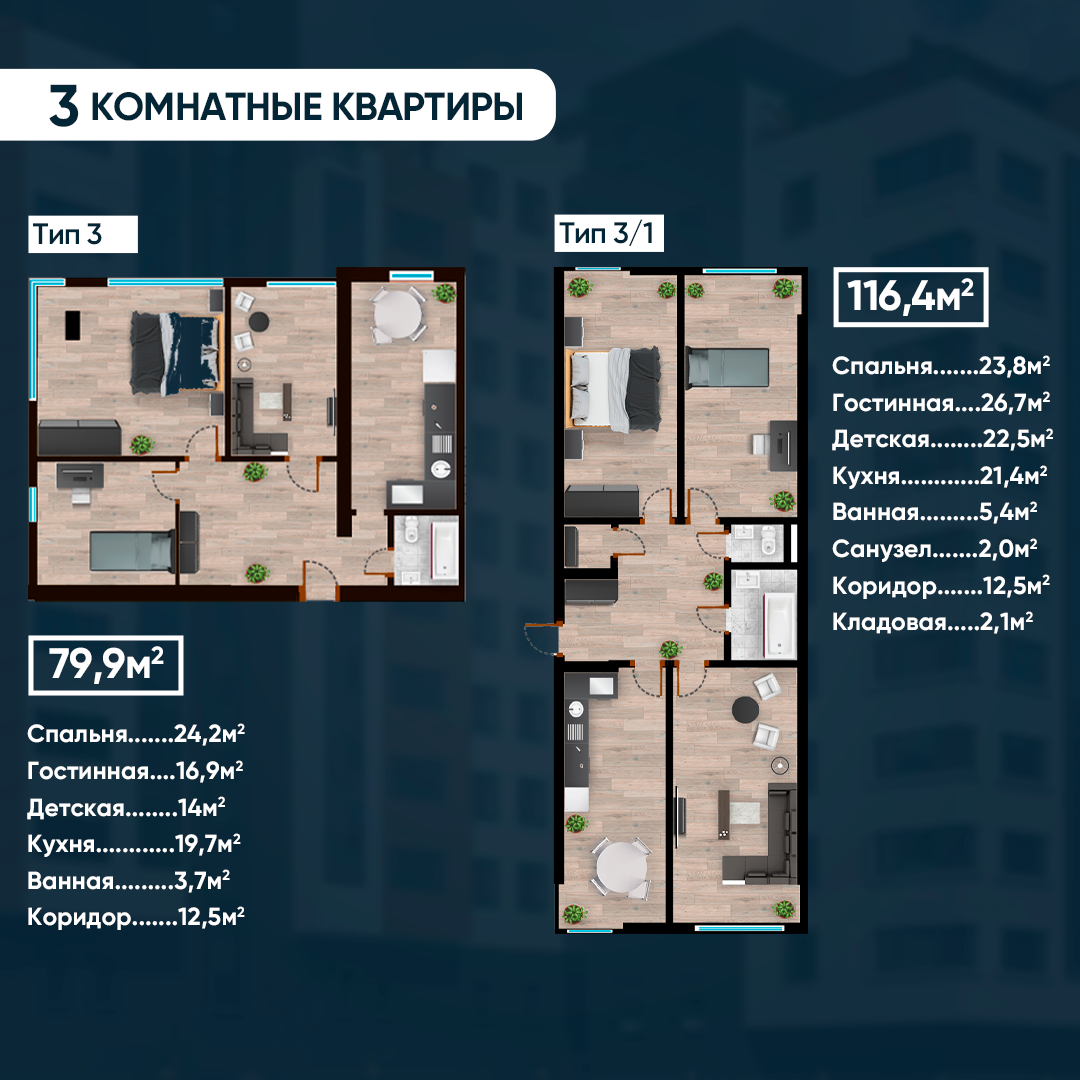 3 КОМНАТНЫЕ КВАРТИРЫ
Тип 3
79,9м²
Спальня.......24,2м²
Гостинная....16,9м²
Детская........14м²
Кухня............19,7м²
Ванная.........3,7м²
Коридор.......12,5м²
Тип 3/1
116,4м²
Спальня.......23,8м²
Гостинная....26,7м²
Детская........22,5м²
Кухня............21,4м²
Ванная.........5,4м²
Санузел.......2,0м²
Коридор.......12,5м²
Кладовая.....2,1м²